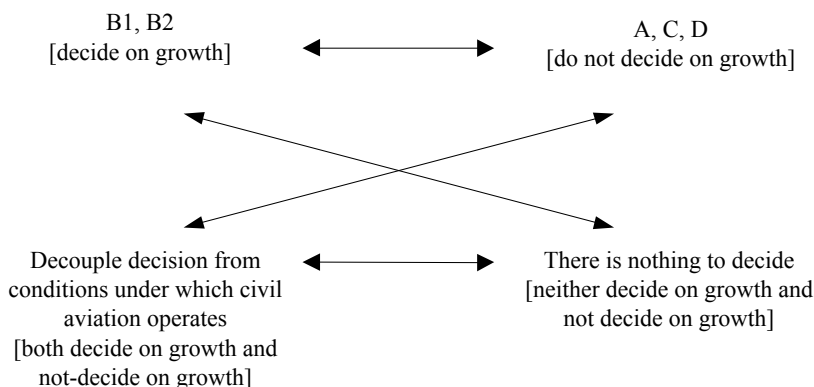 B1, B2
[decide on growth]
A, C, D
[do not decide on growth]
Decouple decision from
conditions under which civil
aviation operates
[both decide on growth and
not-decide on growth]
There is nothing to decide
[neither decide on growth and
not decide on growth]